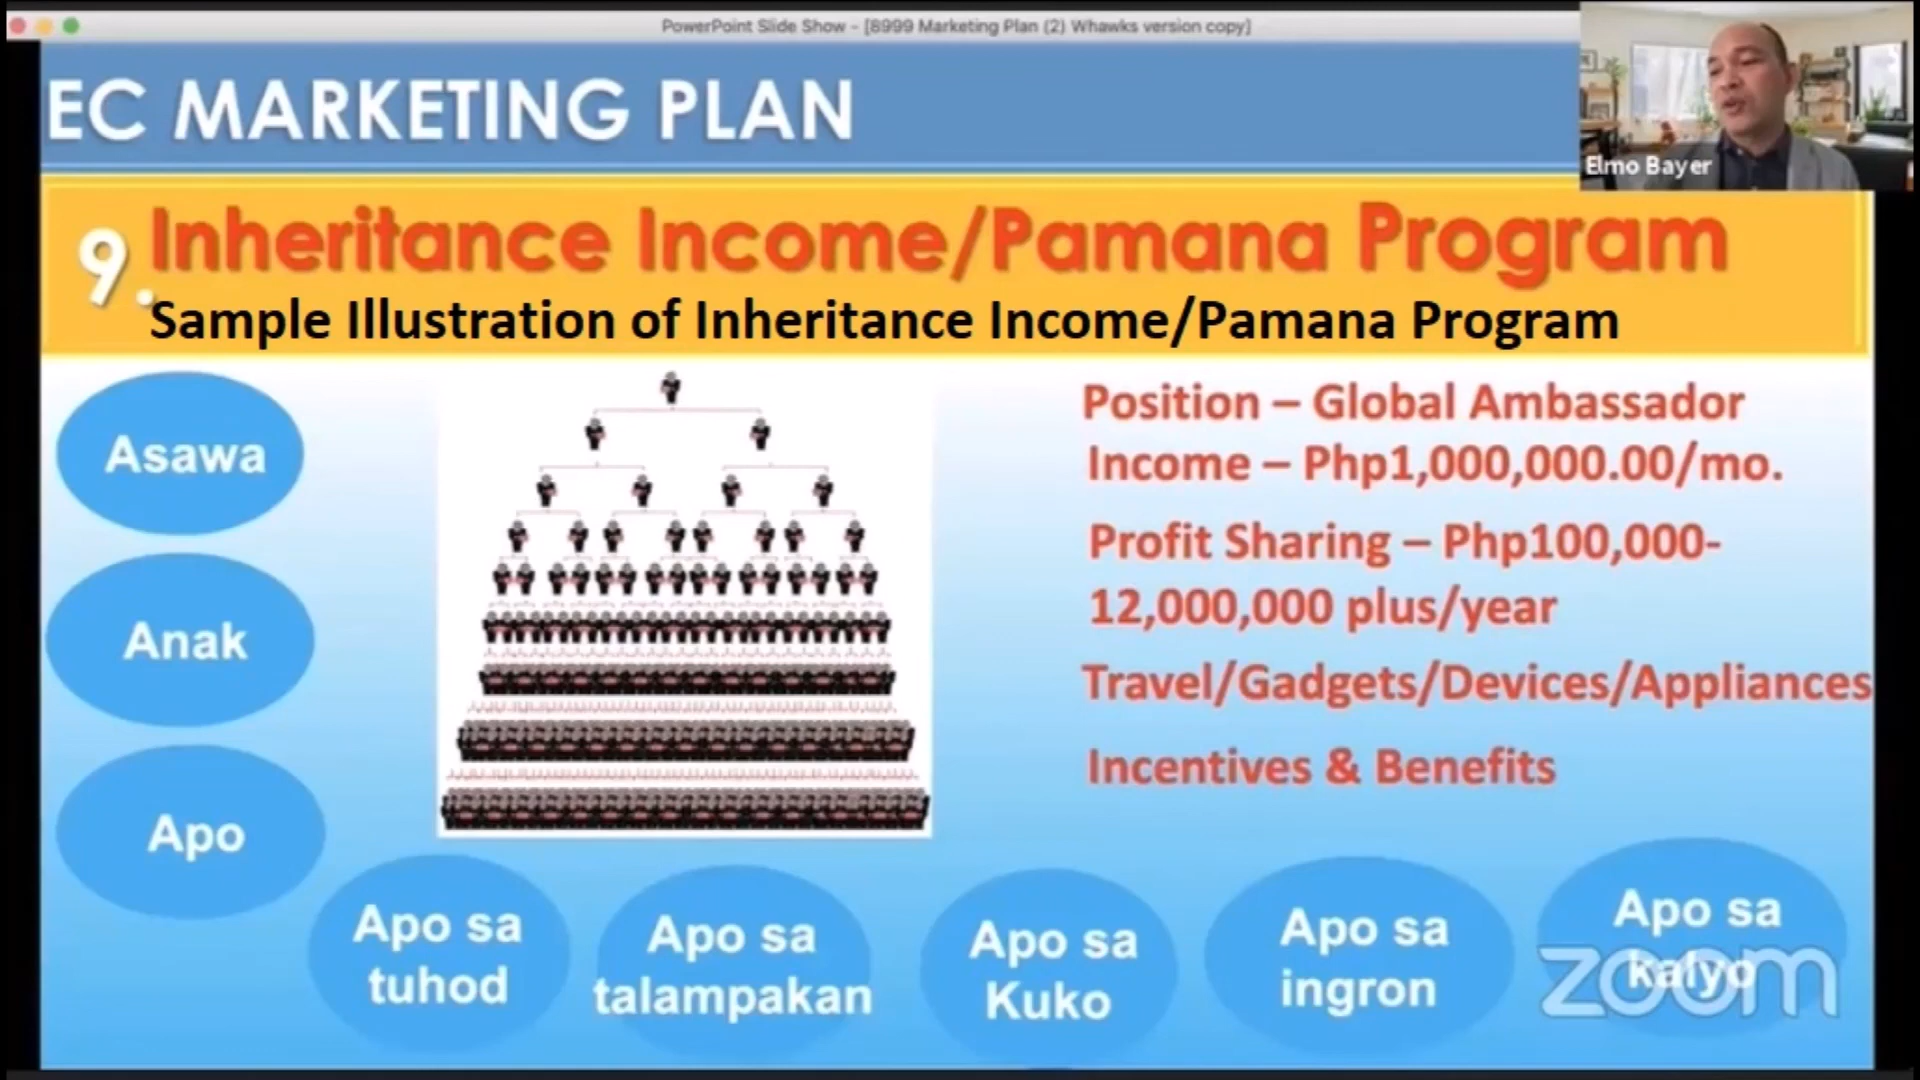 PowerPoint Slide Show - [8999 Marketing Plan (2) Whawks version copy]
EC MARKETING PLAN
Elmo Bayer
9. Inheritance Income/Pamana Program
Sample Illustration of Inheritance Income/Pamana Program
Asawa
Anak
Apo
Position – Global Ambassador
Income – Php1,000,000.00/mo.
Profit Sharing – Php100,000-
12,000,000 plus/year
Travel/Gadgets/Devices/Appliances
Incentives & Benefits
Apo sa
tuhod
Apo sa
talampakan
Apo sa
Kuko
Apo sa
ingron
Apo sa
kalyo
zoom